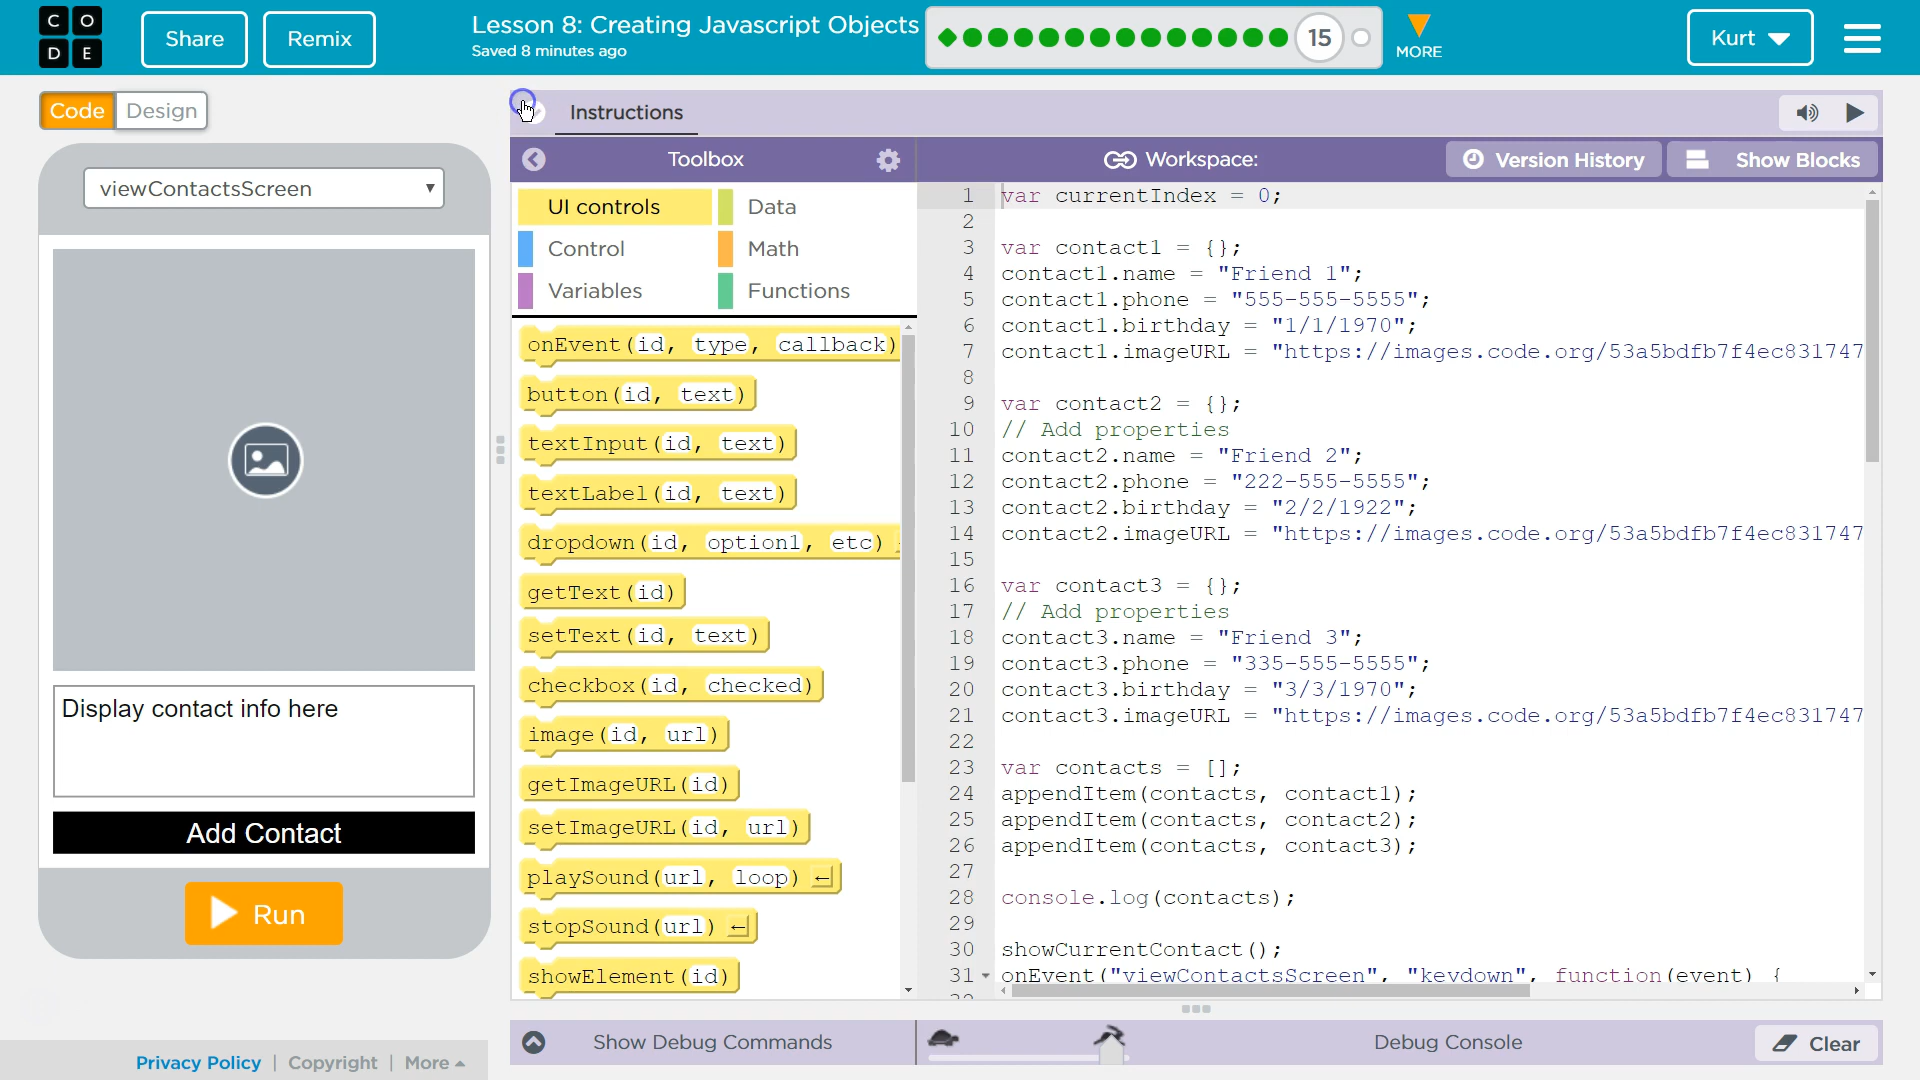 C O
D E
Share
Remix
Lesson 8: Creating Javascript Objects
Saved 8 minutes ago
15
MORE
Kurt
Code
Design
viewContactsScreen
Display contact info here
Add Contact
Run
Privacy Policy | Copyright | More
Instructions
Toolbox
Workspace:
Version History
Show Blocks
UI controls
Data
Control
Math
Variables
Functions
onEvent(id, type, callback)
button(id, text)
textInput(id, text)
textLabel(id, text)
dropdown(id, option1, etc)
getText(id)
setText(id, text)
checkbox(id, checked)
image(id, url)
getImageURL(id)
setImageURL(id, url)
playSound(url, loop) ←
stopSound(url) ←
showElement(id)
1 var currentIndex = 0;
2
3 var contact1 = {};
4 contact1.name = "Friend 1";
5 contact1.phone = "555-555-5555";
6 contact1.birthday = "1/1/1970";
7 contact1.imageURL = "https://images.code.org/53a5bdfb7f4ec831747
8
9 var contact2 = {};
10 // Add properties
11 contact2.name = "Friend 2";
12 contact2.phone = "222-555-5555";
13 contact2.birthday = "2/2/1922";
14 contact2.imageURL = "https://images.code.org/53a5bdfb7f4ec831747
15
16 var contact3 = {};
17 // Add properties
18 contact3.name = "Friend 3";
19 contact3.phone = "335-555-5555";
20 contact3.birthday = "3/3/1970";
21 contact3.imageURL = "https://images.code.org/53a5bdfb7f4ec831747
22
23 var contacts = [];
24 appendItem(contacts, contact1);
25 appendItem(contacts, contact2);
26 appendItem(contacts, contact3);
27
28 console.log(contacts);
29
30 showCurrentContact();
31 onEvent("viewContactsScreen", "keydown", function(event) {
Show Debug Commands
Debug Console
Clear